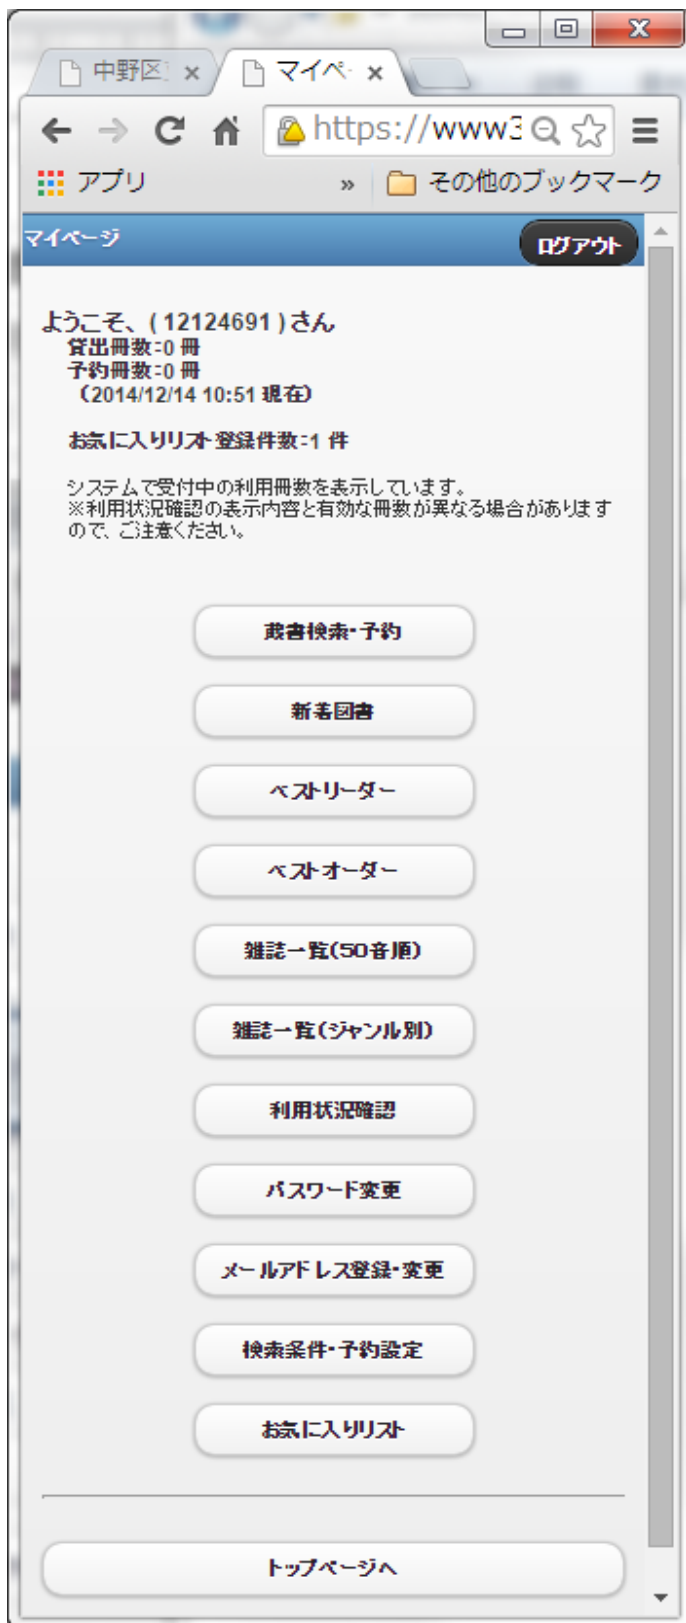 中野区
マイペ
https://www3
アプリ
»
その他のブックマーク
マイページ
ログアウト
ようこそ、( 12124691 )さん
貸出冊数:0 冊
予約冊数:0 冊
(2014/12/14 10:51 現在)
お気に入りリスト登録件数:1 件
システムで受付中の利用冊数を表示しています。
※利用状況確認の表示内容と有効な冊数が異なる場合があります
ので、ご注意ください。
蔵書検索・予約
新着図書
ベストリーダー
ベストオーダー
雑誌一覧(50音順)
雑誌一覧(ジャンル別)
利用状況確認
パスワード変更
メールアドレス登録・変更
検索条件・予約設定
お気に入りリスト
トップページへ